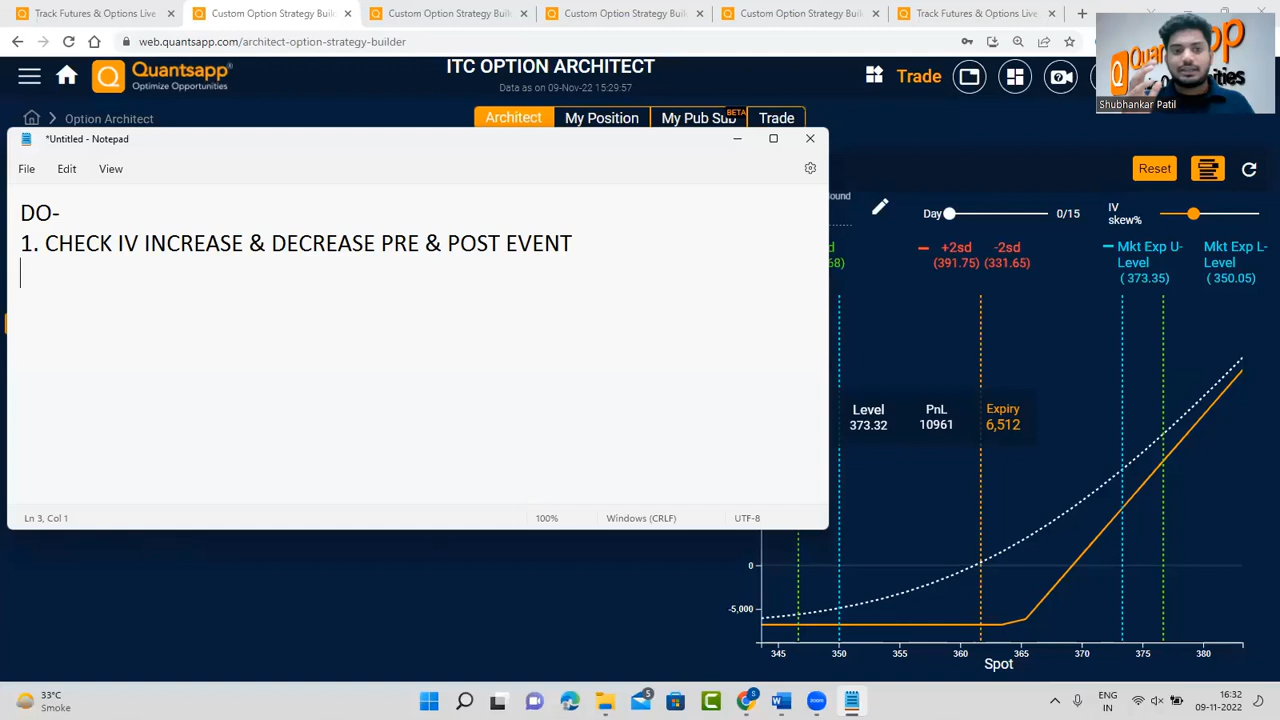 Track Futures & Options Live
Custom Option Strategy Build
Custom OptionStrategy Builde
Custom Option Strategy Build
Custom Option Strategy Builde
Track Futures & Options Live
web.quantsapp.com/architect-option-strategy-builder
Quantsapp
Optimize Opportunities
ITC OPTION ARCHITECT
Data as on 09-Nov-22 15:29:57
Trade
Shubhankar Patil
Option Architect
Architect
My Position
My Pub Sub
BETA
Trade
*Untitled - Notepad
File
Edit
View
DO-
1. CHECK IV INCREASE & DECREASE PRE & POST EVENT
Ln 3, Col 1
100%
Windows (CRLF)
UTF-8
Reset
Day
0/15
IV
skew%
+2sd
(391.75)
-2sd
(331.65)
Mkt Exp U-
Level
( 373.35)
Mkt Exp L-
Level
( 350.05)
Level
373.32
PnL
10961
Expiry
6,512
0
-5,000
345
350
355
360
365
370
375
380
Spot
33°C
Smoke
5
ENG
IN
16:32
09-11-2022